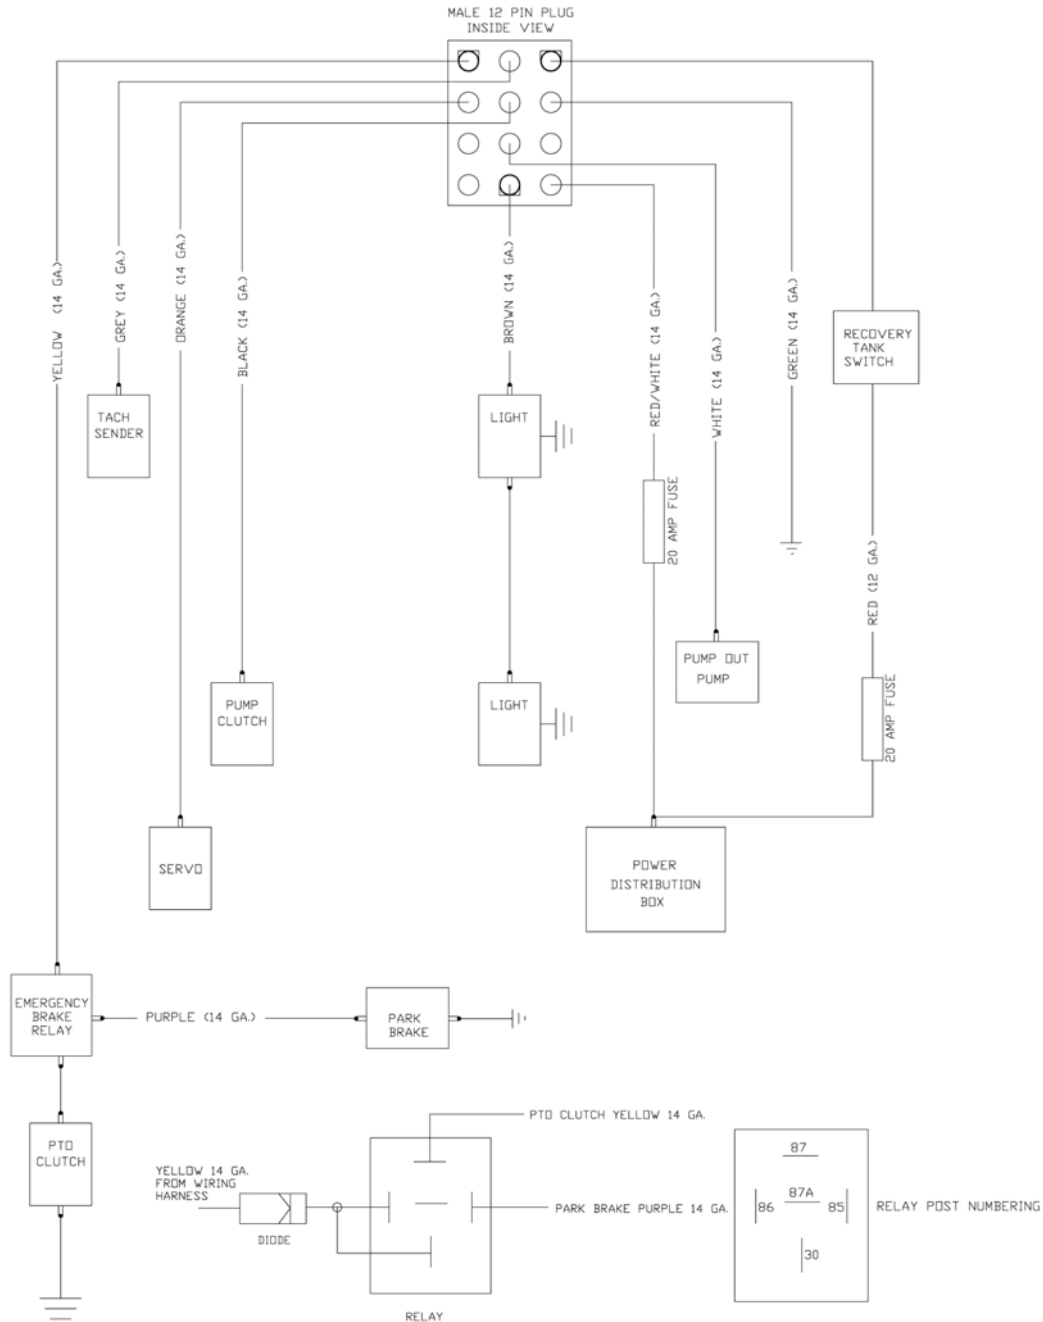 MALE 12 PIN PLUG
INSIDE VIEW
YELLOW (14 GA.)
GREY (14 GA.)
ORANGE (14 GA.)
BLACK (14 GA.)
BROWN (14 GA.)
RED/WHITE (14 GA.)
WHITE (14 GA.)
GREEN (14 GA.)
RECOVERY
TANK
SWITCH
TACH
SENDER
LIGHT
20 AMP FUSE
RED (12 GA.)
PUMP OUT
PUMP
PUMP
CLUTCH
LIGHT
20 AMP FUSE
SERVO
POWER
DISTRIBUTION
BOX
EMERGENCY
BRAKE
RELAY
PURPLE (14 GA.)
PARK
BRAKE
PTO
CLUTCH
PTO CLUTCH YELLOW 14 GA.
YELLOW 14 GA.
FROM WIRING
HARNESS
DIODE
PARK BRAKE PURPLE 14 GA.
RELAY
87
87A
86
85
30
RELAY POST NUMBERING